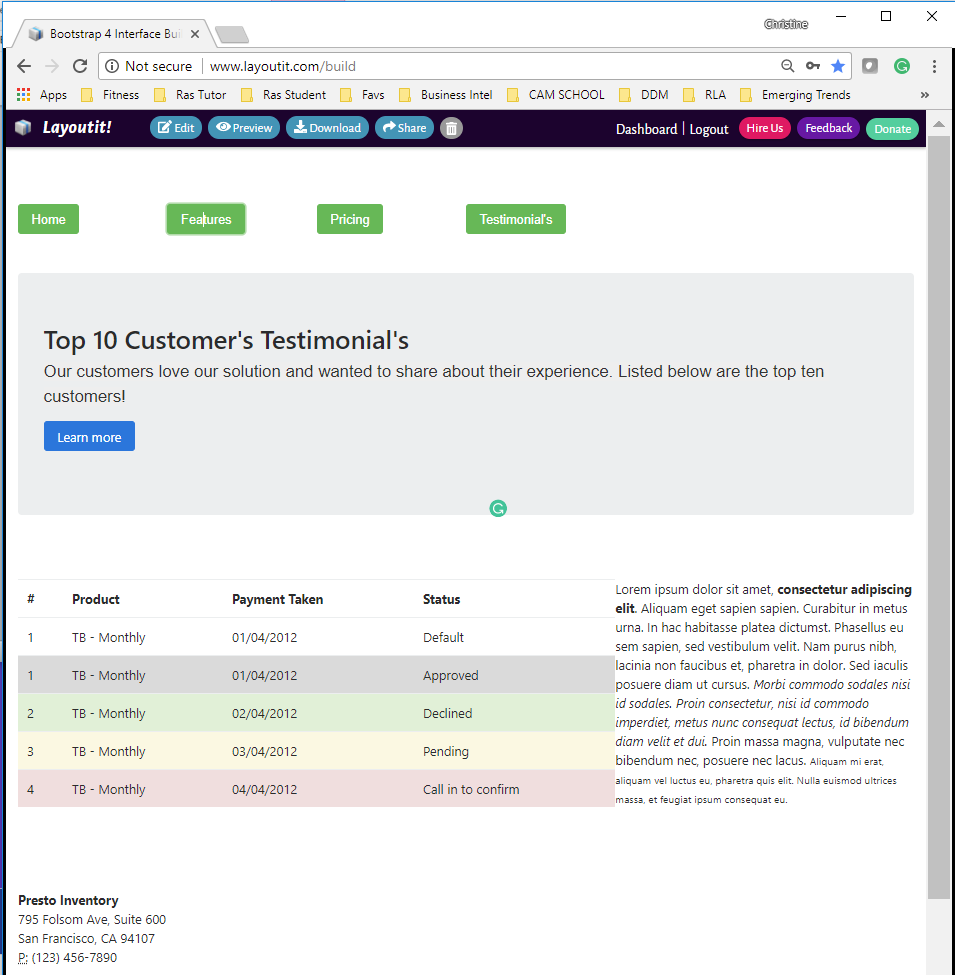 Christine
Bootstrap 4 Interface Bui
Not secure www.layoutit.com/build
Apps Fitness Ras Tutor Ras Student Favs Business Intel CAM SCHOOL DDM RLA Emerging Trends »
Layoutit! Edit Preview Download Share Dashboard | Logout Hire Us Feedback Donate
Home Features Pricing Testimonial's
Top 10 Customer's Testimonial's
Our customers love our solution and wanted to share about their experience. Listed below are the top ten
customers!
Learn more
# Product Payment Taken Status
1 TB - Monthly 01/04/2012 Default
1 TB - Monthly 01/04/2012 Approved
2 TB - Monthly 02/04/2012 Declined
3 TB - Monthly 03/04/2012 Pending
4 TB - Monthly 04/04/2012 Call in to confirm
Lorem ipsum dolor sit amet, consectetur adipiscing
elit. Aliquam eget sapien sapien. Curabitur in metus
urna. In hac habitasse platea dictumst. Phasellus eu
sem sapien, sed vestibulum velit. Nam purus nibh,
lacinia non faucibus et, pharetra in dolor. Sed iaculis
posuere diam ut cursus. Morbi commodo sodales nisi
id sodales. Proin consectetur, nisi id commodo
imperdiet, metus nunc consequat lectus, id bibendum
diam velit et dui. Proin massa magna, vulputate nec
bibendum nec, posuere nec lacus. Aliquam mi erat,
aliquam vel luctus eu, pharetra quis elit. Nulla euismod ultrices
massa, et feugiat ipsum consequat eu.
Presto Inventory
795 Folsom Ave, Suite 600
San Francisco, CA 94107
P: (123) 456-7890